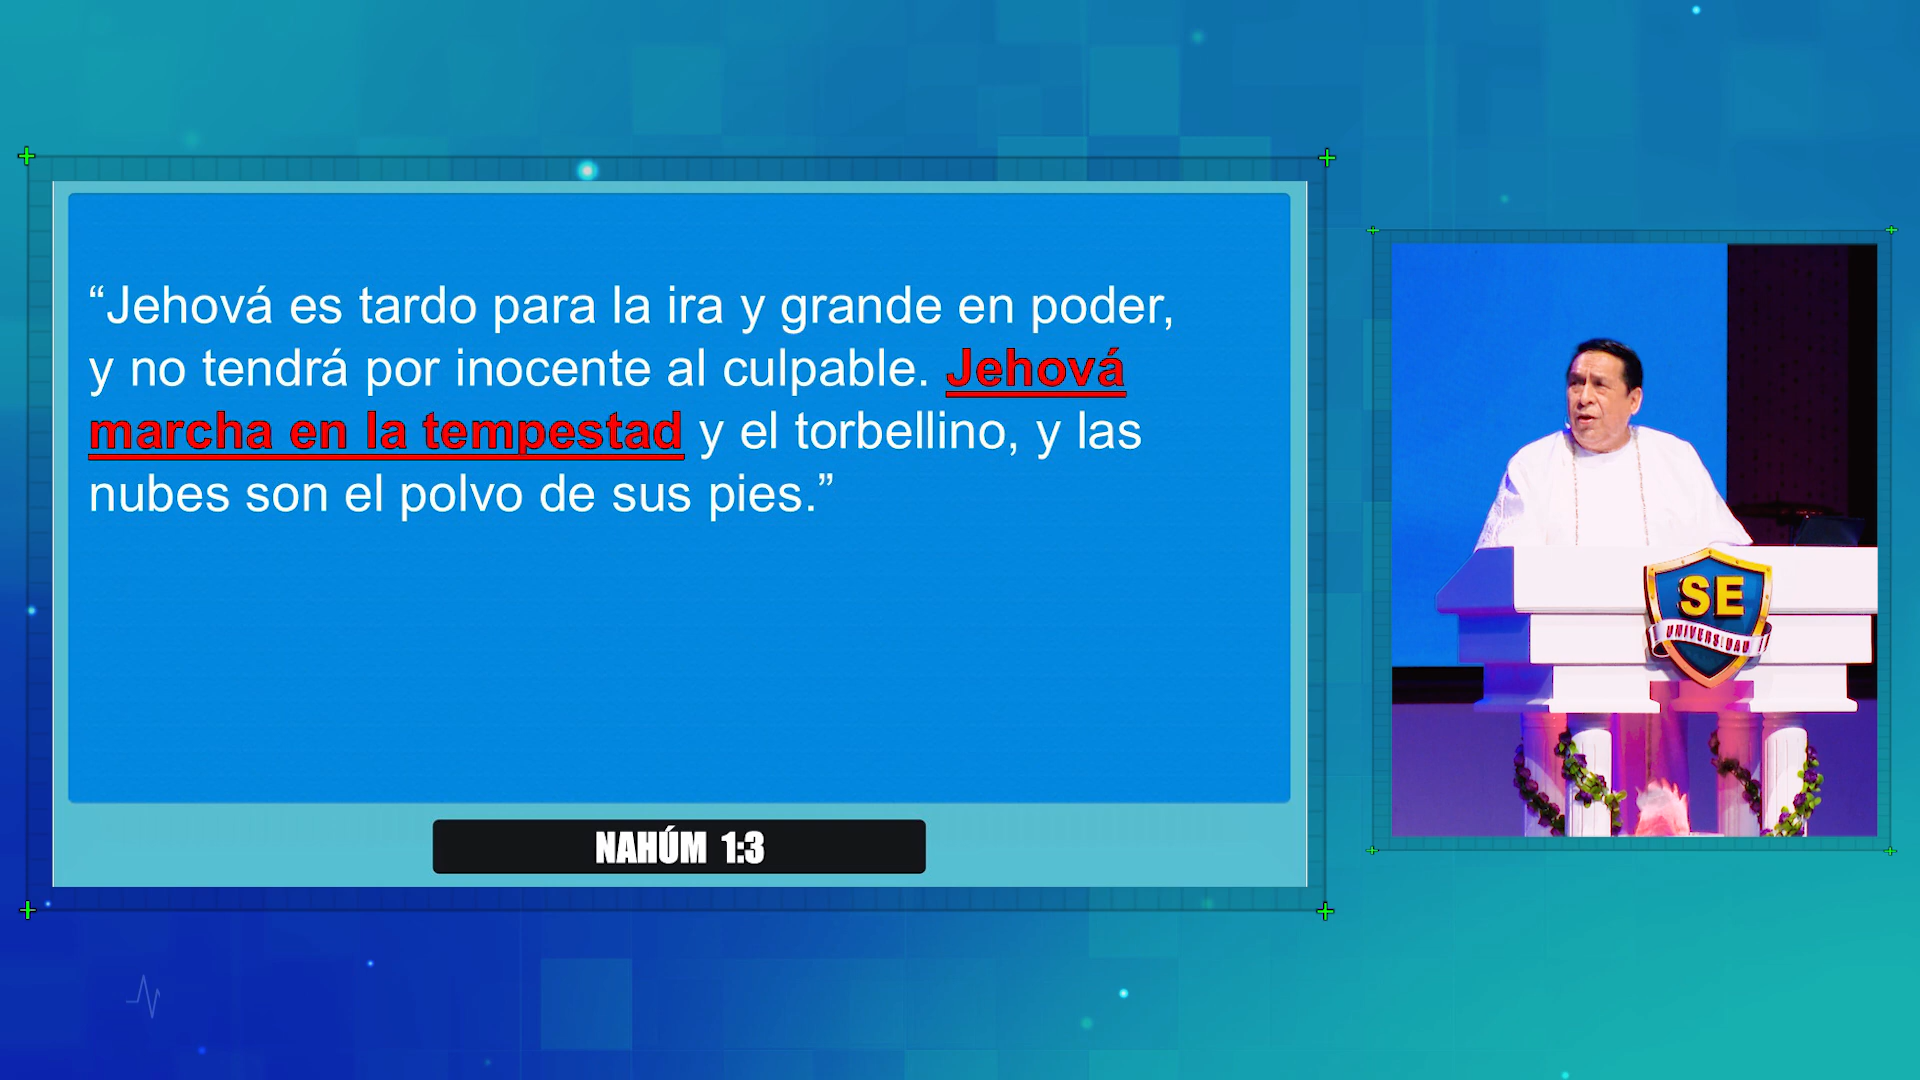 “Jehová es tardo para la ira y grande en poder,
y no tendrá por inocente al culpable. Jehová
marcha en la tempestad y el torbellino, y las
nubes son el polvo de sus pies.”
NAHÚM 1:3
SE
UNIVERSIDAD